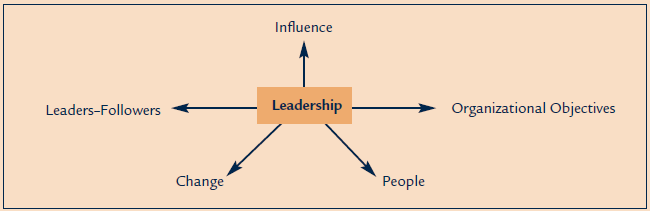 Influence
Leaders–Followers
Leadership
Organizational Objectives
Change
People